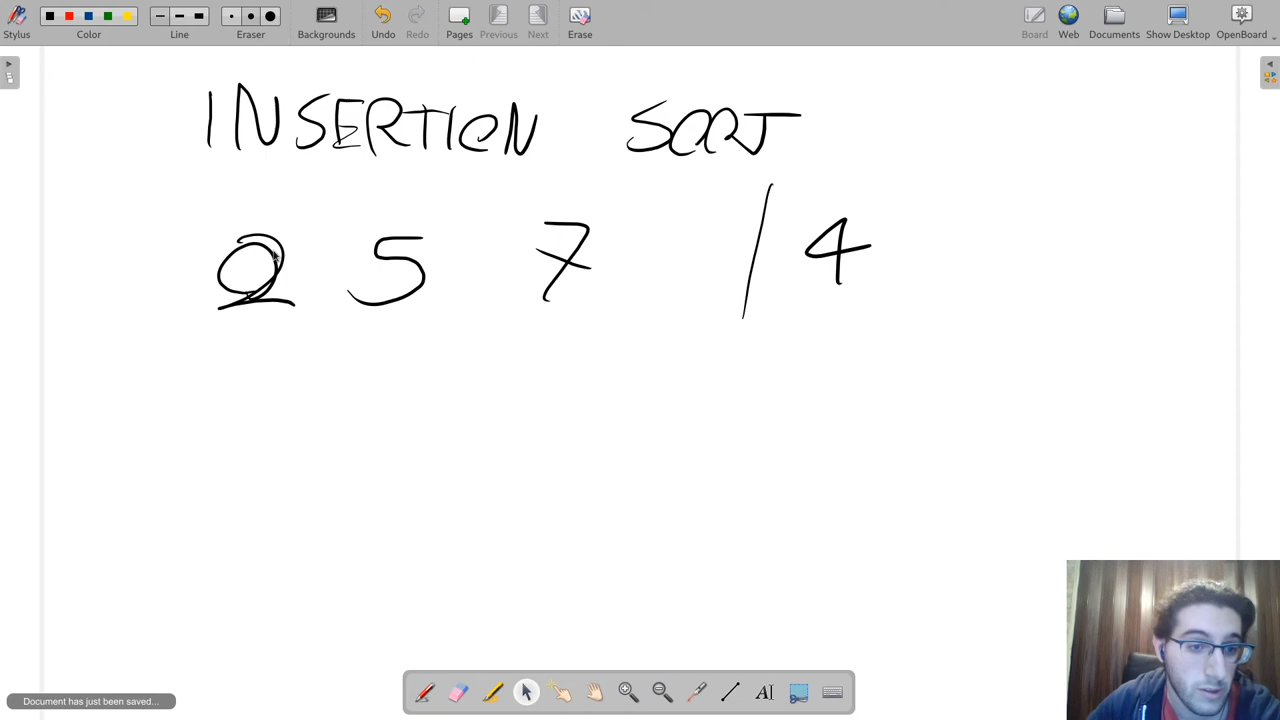 Stylus Color Line Eraser Backgrounds Undo Redo Pages Previous Next Erase Board Web Documents Show Desktop OpenBoard
INSERTION SORT
2 5 7 / 4
Document has just been saved...